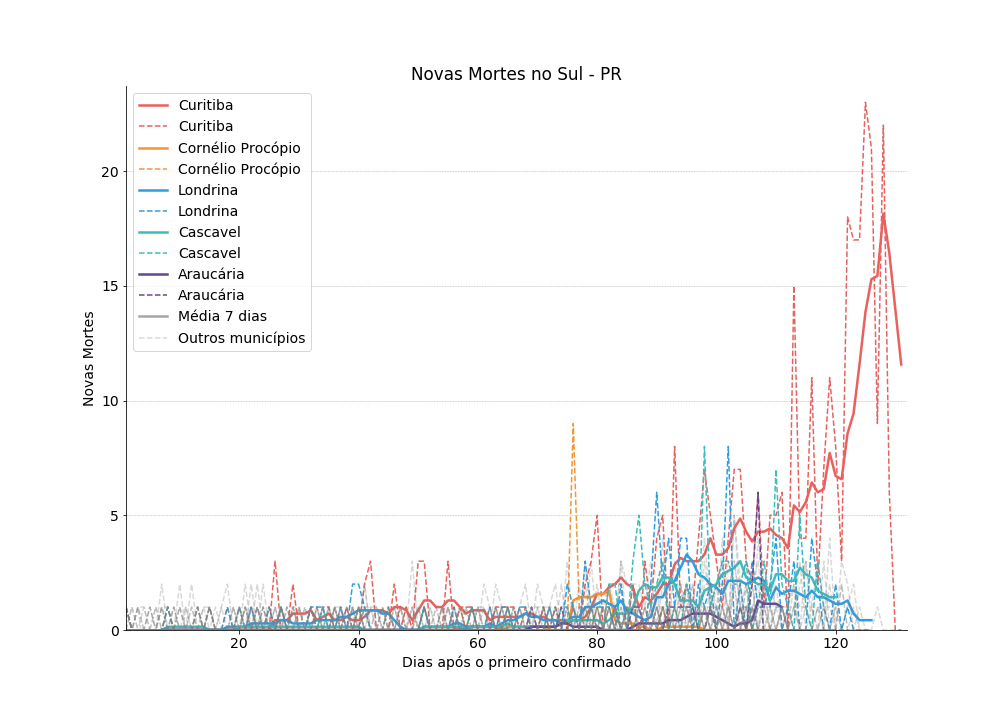 Novas Mortes no Sul - PR
Novas Mortes
20
15
10
5
0
Curitiba
Curitiba
Cornélio Procópio
Cornélio Procópio
Londrina
Londrina
Cascavel
Cascavel
Araucária
Araucária
Média 7 dias
Outros municípios
20
40
60
80
100
120
Dias após o primeiro confirmado